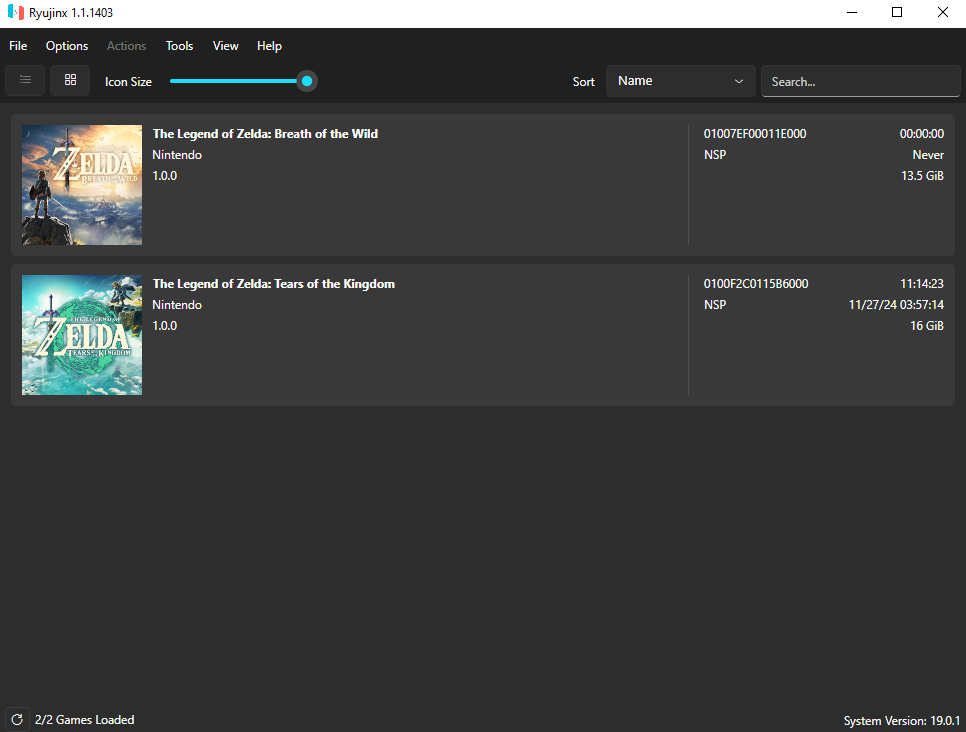 Ryujinx 1.1.1403
File Options Actions Tools View Help
Icon Size Sort Name Search...
The Legend of Zelda: Breath of the Wild 01007EF00011E000 00:00:00
Nintendo NSP Never
1.0.0 13.5 GiB
THE LEGEND OF
ZELDA
BREATH OF THE WILD
The Legend of Zelda: Tears of the Kingdom 0100F2C0115B6000 11:14:23
Nintendo NSP 11/27/24 03:57:14
1.0.0 16 GiB
THE LEGEND OF
ZELDA
TEARS OF THE KINGDOM
2/2 Games Loaded System Version: 19.0.1